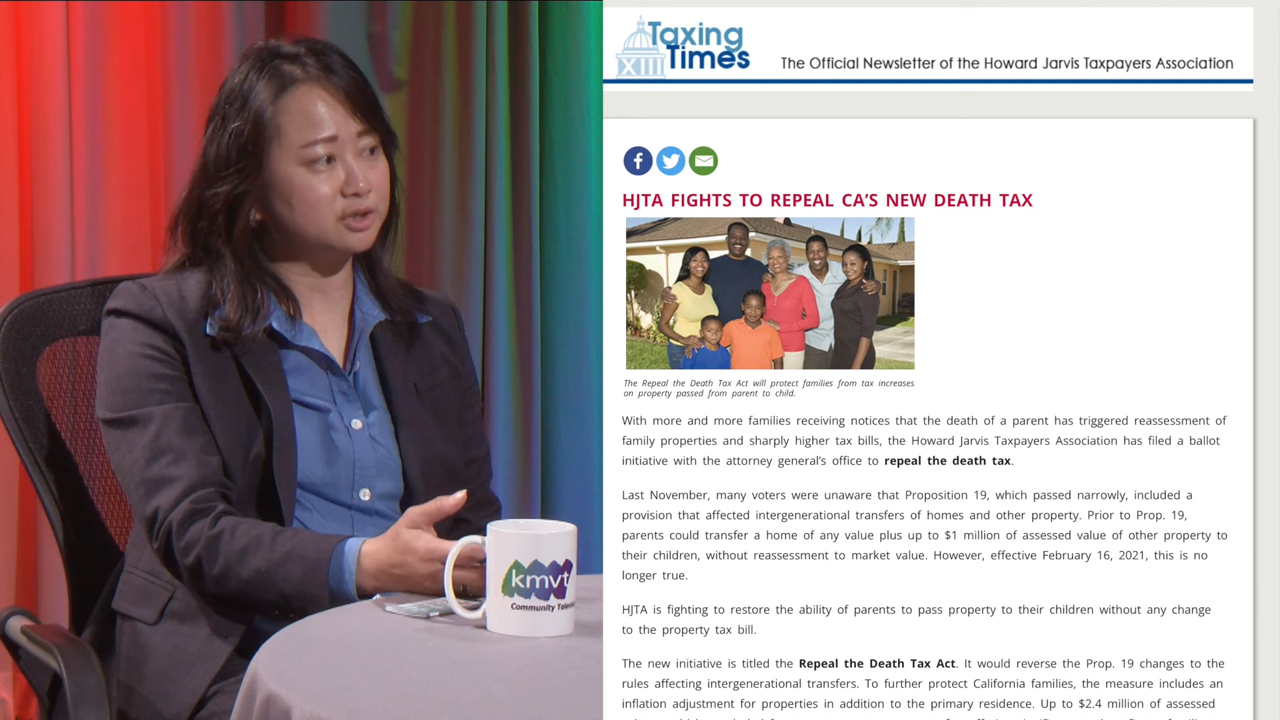 Taxing
Times
XIII
The Official Newsletter of the Howard Jarvis Taxpayers Association
HJTA FIGHTS TO REPEAL CA'S NEW DEATH TAX
The Repeal the Death Tax Act will protect families from tax increases
on property passed from parent to child.
With more and more families receiving notices that the death of a parent has triggered reassessment of
family properties and sharply higher tax bills, the Howard Jarvis Taxpayers Association has filed a ballot
initiative with the attorney general's office to repeal the death tax.
Last November, many voters were unaware that Proposition 19, which passed narrowly, included a
provision that affected intergenerational transfers of homes and other property. Prior to Prop. 19,
parents could transfer a home of any value plus up to $1 million of assessed value of other property to
their children, without reassessment to market value. However, effective February 16, 2021, this is no
longer true.
HJTA is fighting to restore the ability of parents to pass property to their children without any change
to the property tax bill.
The new initiative is titled the Repeal the Death Tax Act. It would reverse the Prop. 19 changes to the
rules affecting intergenerational transfers. To further protect California families, the measure includes an
inflation adjustment for properties in addition to the primary residence. Up to $2.4 million of assessed
kmvt
Community